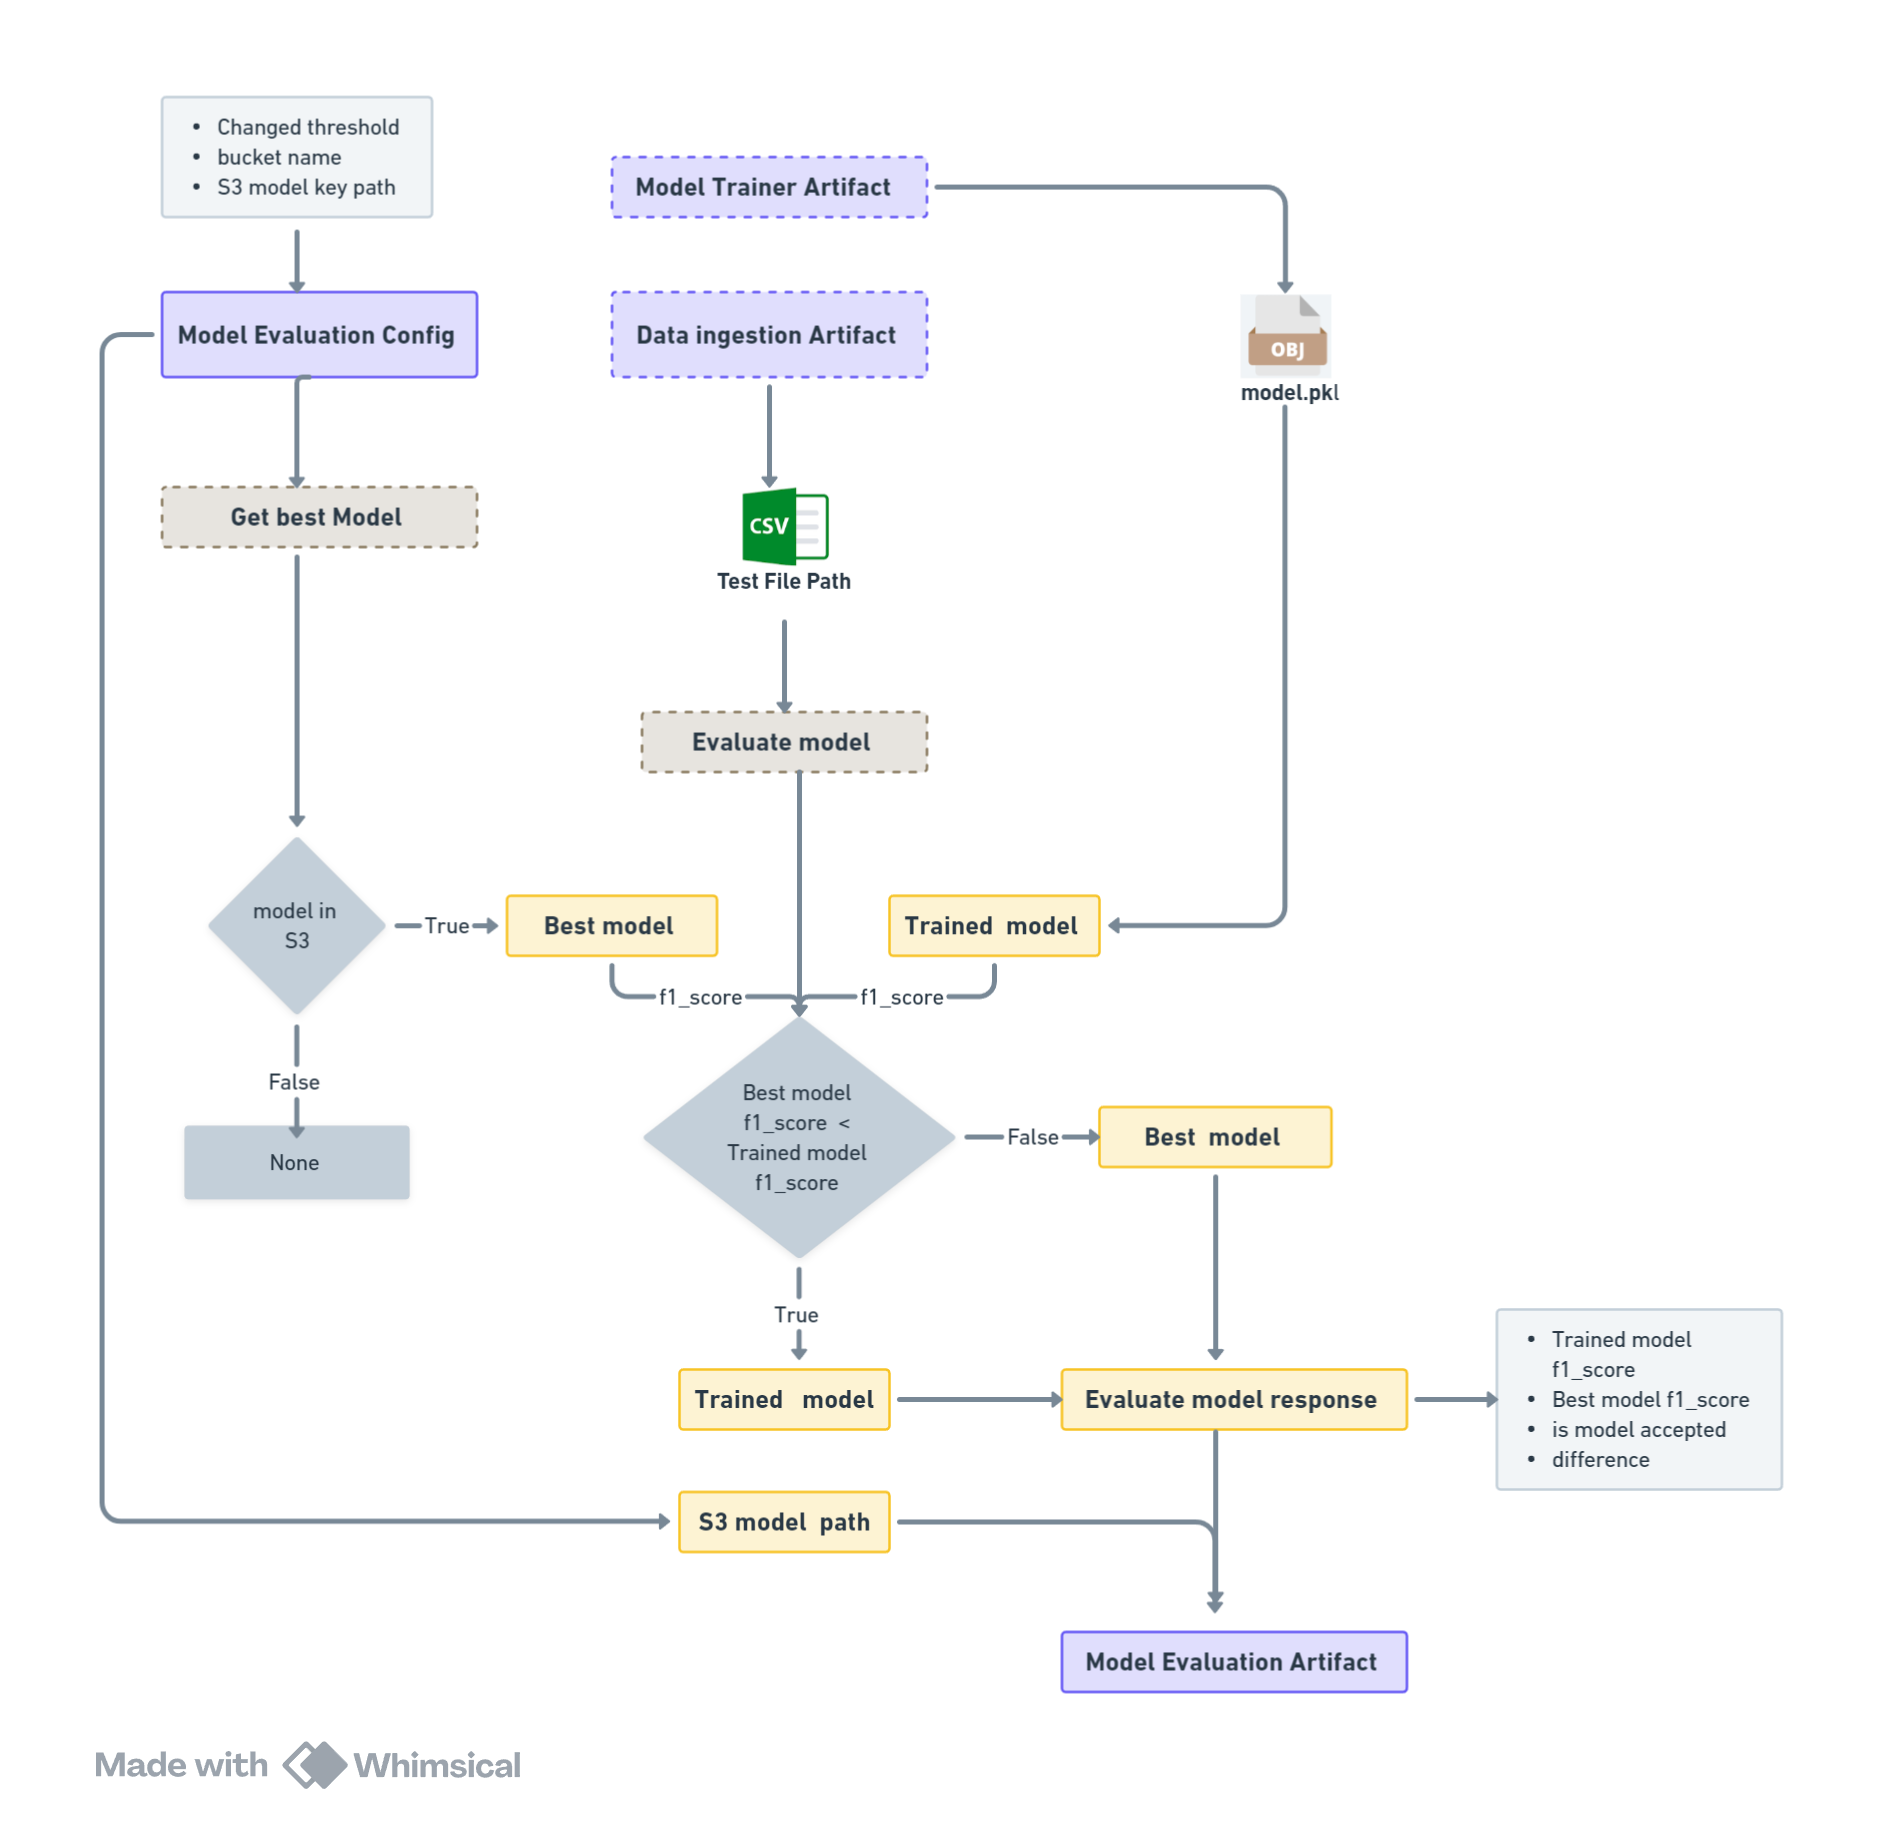 • Changed threshold
• bucket name
• S3 model key path
Model Trainer Artifact
Model Evaluation Config
Data ingestion Artifact
OBJ
model.pkl
Get best Model
CSV
Test File Path
Evaluate model
model in
S3
True
Best model
Trained model
f1_score
f1_score
False
None
Best model
f1_score <
Trained model
f1_score
False
Best model
True
Trained model
Evaluate model response
• Trained model
f1_score
• Best model f1_score
• is model accepted
• difference
S3 model path
Model Evaluation Artifact
Made with Whimsical